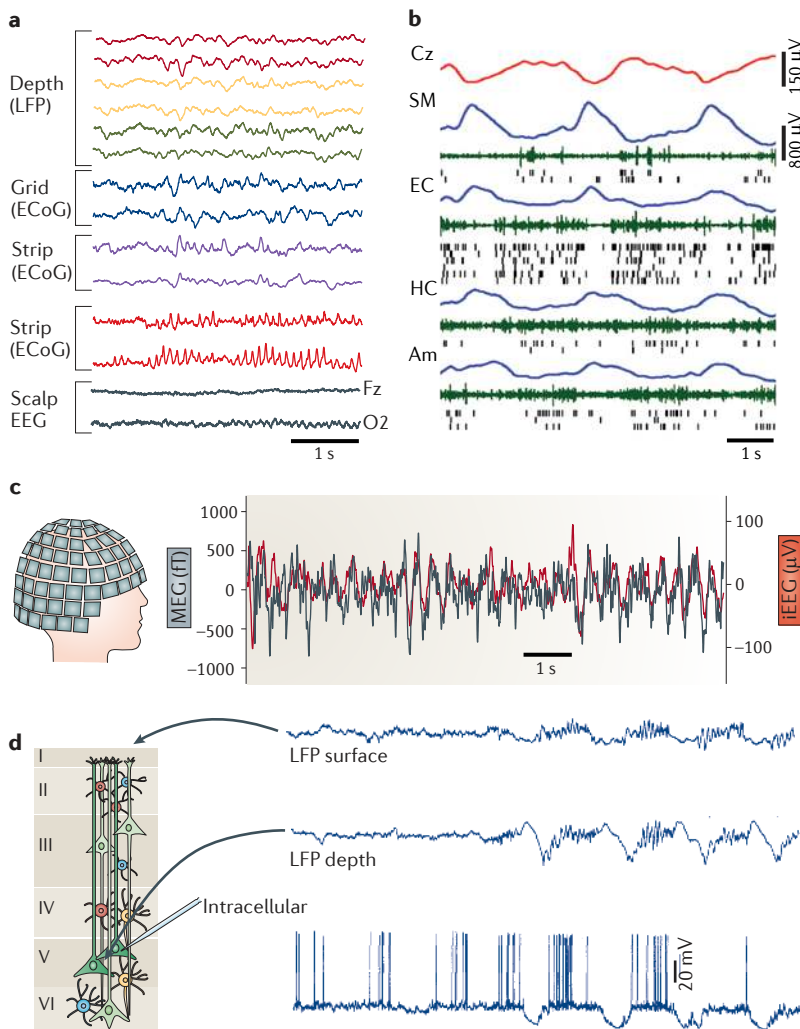 a
Depth
(LFP)
Grid
(ECoG)
Strip
(ECoG)
Strip
(ECoG)
Scalp
EEG
Fz
O2
1 s
b
Cz
150 μV
SM
800 μV
EC
HC
Am
1 s
c
MEG (fT)
1000
500
0
−500
−1000
1 s
100
0
−100
iEEG (μV)
d
I
II
III
IV
V
VI
LFP surface
LFP depth
Intracellular
20 mV